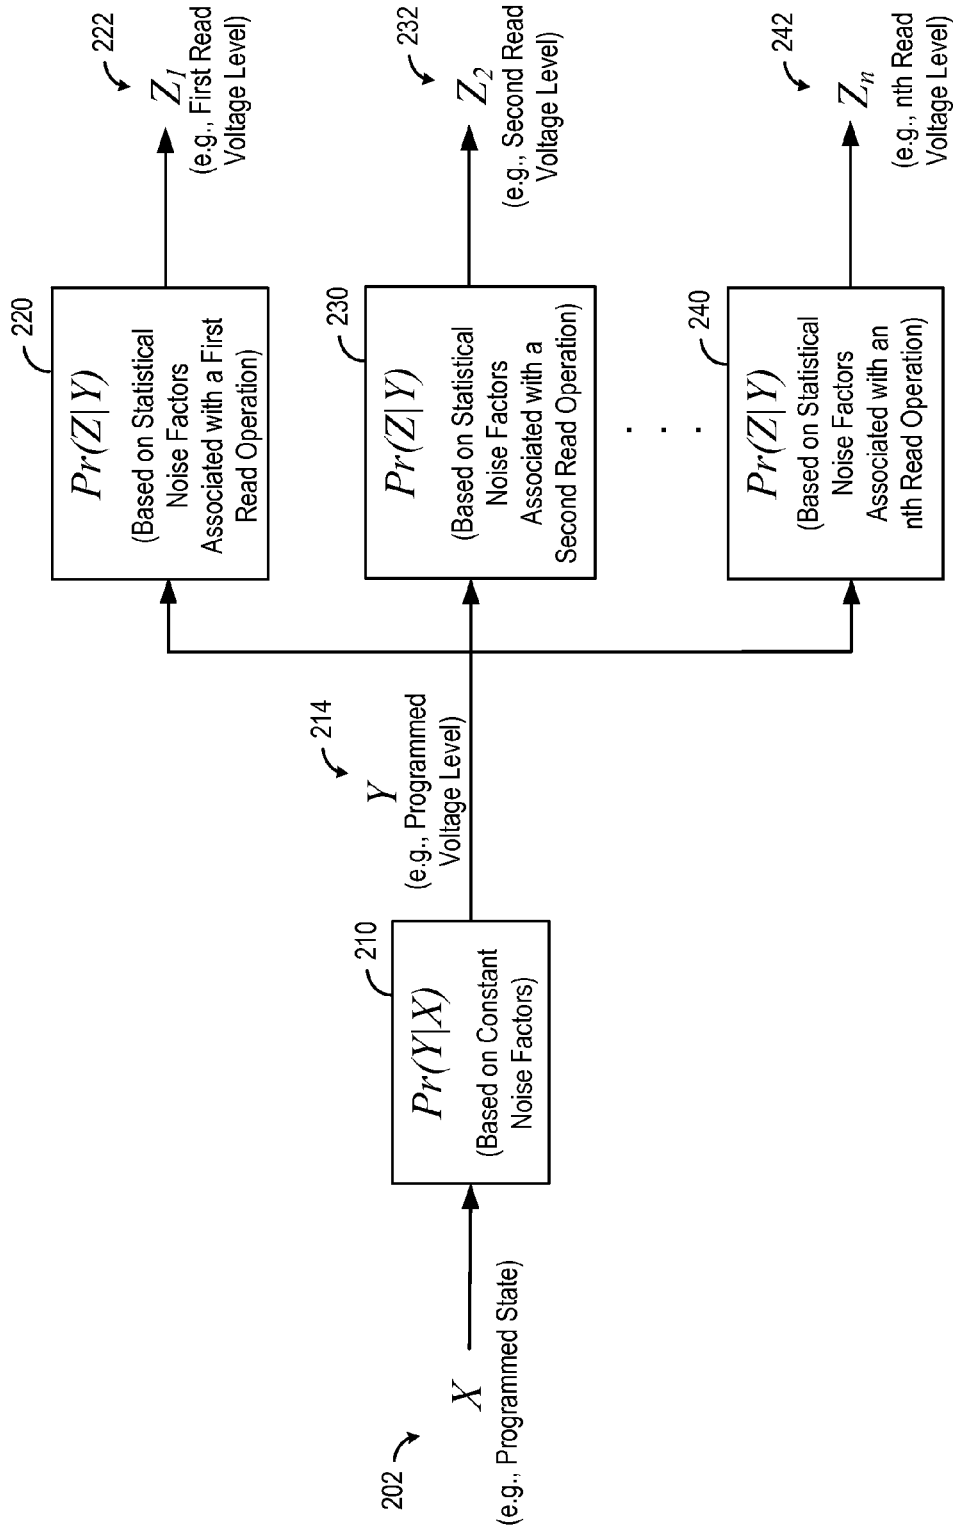 202
X
(e.g., Programmed State)
210
Pr(Y|X)
(Based on Constant
Noise Factors)
214
Y
(e.g., Programmed
Voltage Level)
220
Pr(Z|Y)
(Based on Statistical
Noise Factors
Associated with a First
Read Operation)
222
Z1
(e.g., First Read
Voltage Level)
230
Pr(Z|Y)
(Based on Statistical
Noise Factors
Associated with a
Second Read Operation)
232
Z2
(e.g., Second Read
Voltage Level)
. . .
240
Pr(Z|Y)
(Based on Statistical
Noise Factors
Associated with an
nth Read Operation)
242
Zn
(e.g., nth Read
Voltage Level)